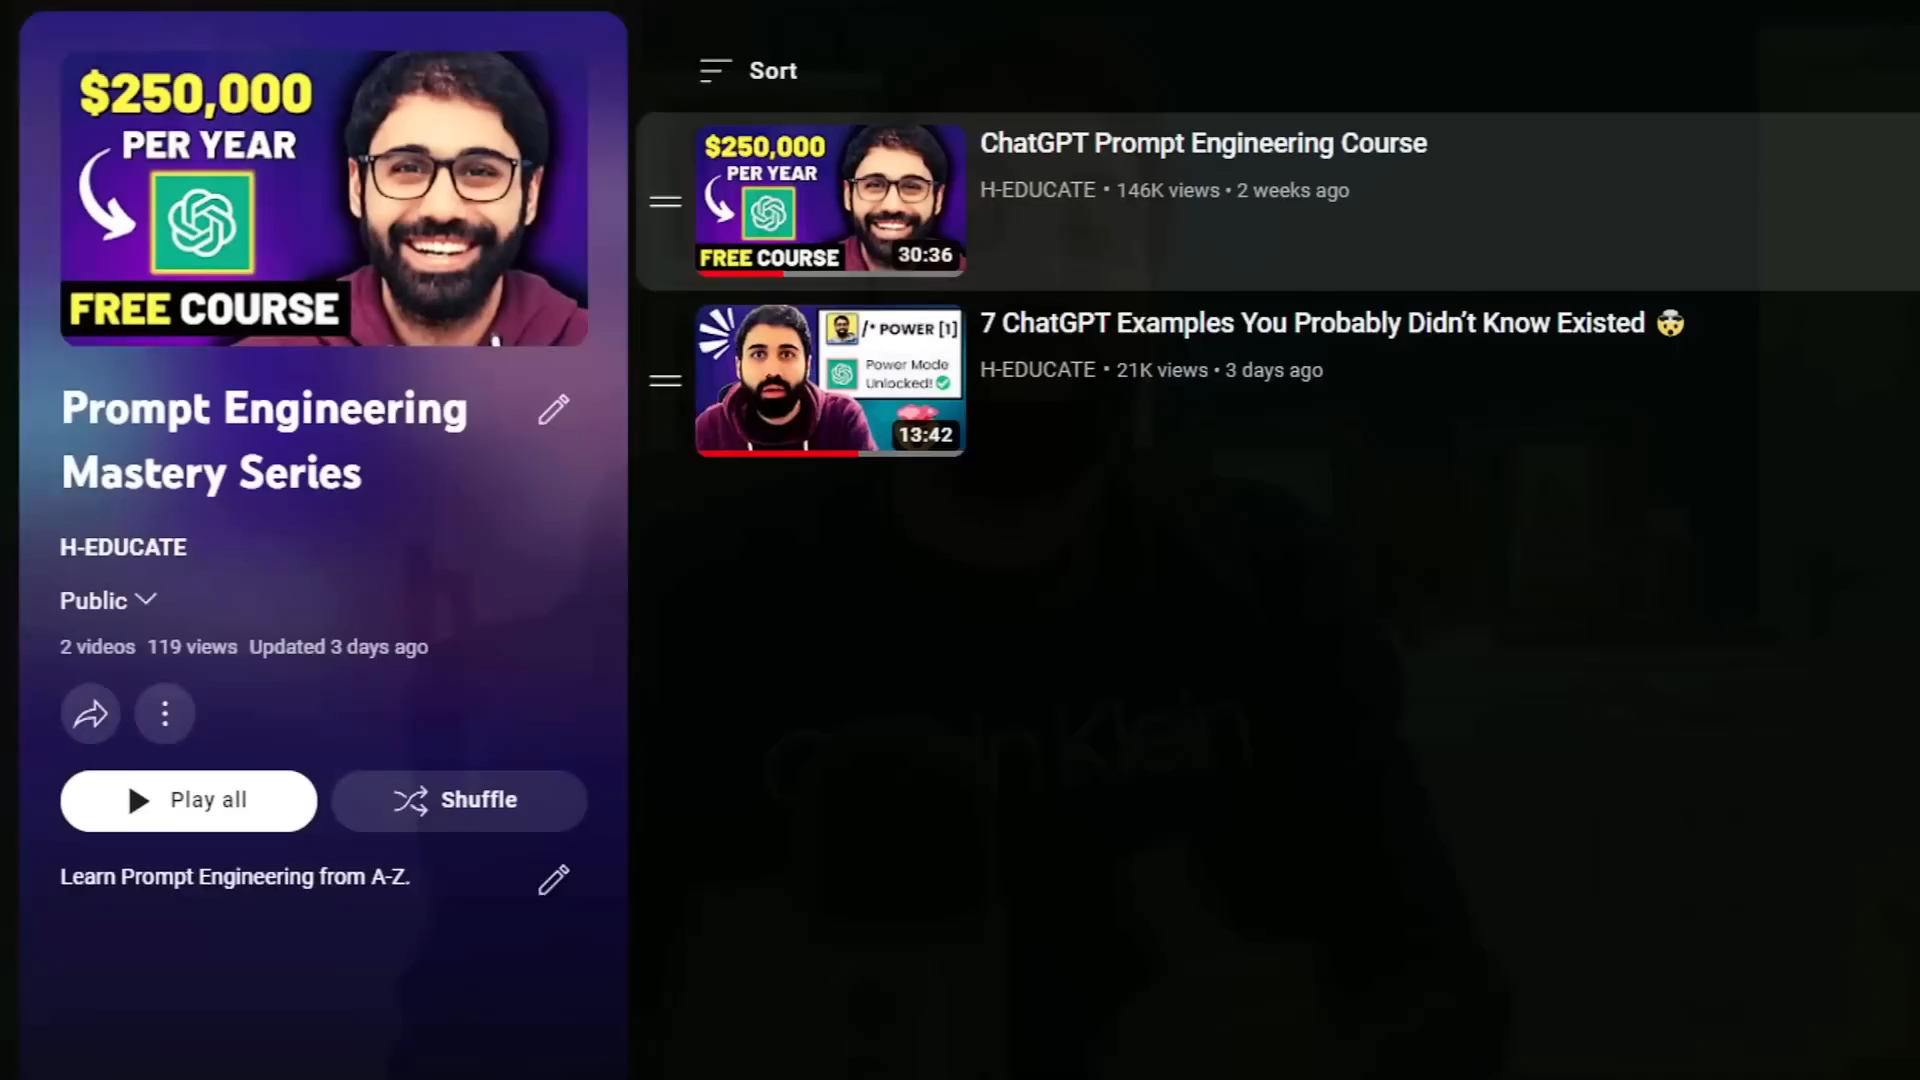 $250,000
PER YEAR
FREE COURSE
Prompt Engineering
Mastery Series
H-EDUCATE
Public
2 videos 119 views Updated 3 days ago
Play all
Shuffle
Learn Prompt Engineering from A-Z.
Sort
$250,000
PER YEAR
FREE COURSE
30:36
ChatGPT Prompt Engineering Course
H-EDUCATE • 146K views • 2 weeks ago
/* POWER [1]
Power Mode
Unlocked!
13:42
7 ChatGPT Examples You Probably Didn’t Know Existed 🤯
H-EDUCATE • 21K views • 3 days ago
Klein